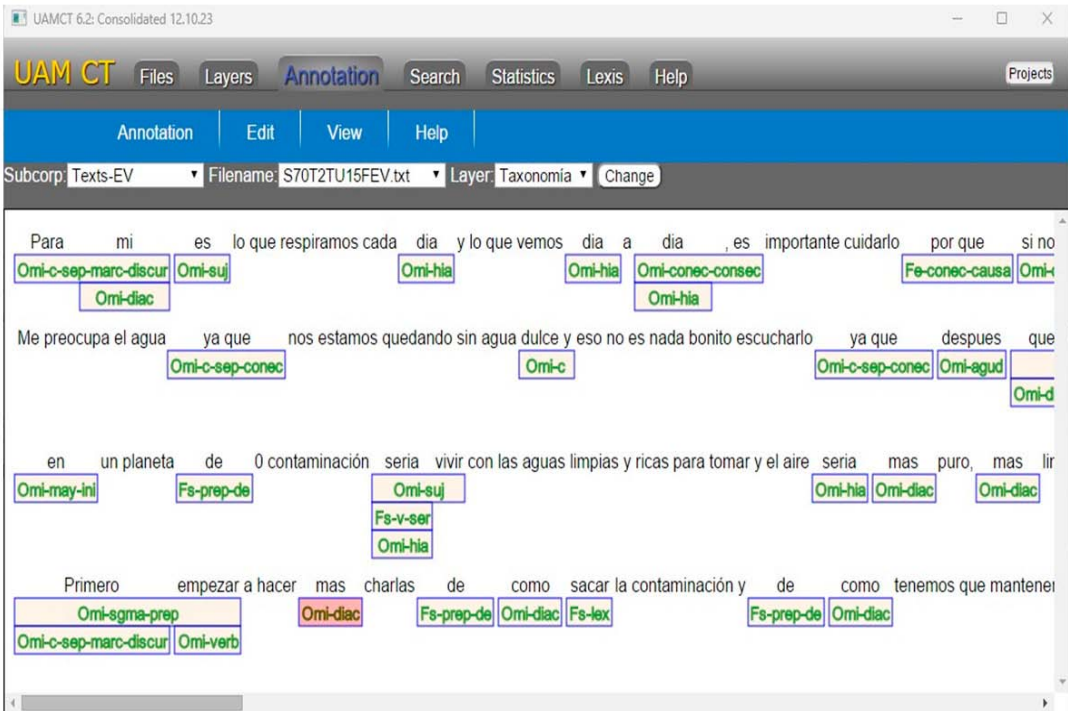 UAMCT 6.2: Consolidated 12.10.23
UAM CT Files Layers Annotation Search Statistics Lexis Help Projects
Annotation Edit View Help
Subcorp: Texts-EV Filename: S70T2TU15FEV.txt Layer: Taxonomía Change
Para mi es lo que respiramos cada dia y lo que vemos dia a dia , es importante cuidarlo por que si no
Omi-c-sep-marc-discur Omi-suj Omi-hia Omi-hia Omi-conec-consec Fe-conec-causa
Omi-diac Omi-hia
Me preocupa el agua ya que nos estamos quedando sin agua dulce y eso no es nada bonito escucharlo ya que despues que
Omi-c-sep-conec Omi-c Omi-c-sep-conec Omi-agud
Omi-d
en un planeta de 0 contaminación seria vivir con las aguas limpias y ricas para tomar y el aire seria mas puro, mas
Omi-may-ini Fs-prep-de Omi-suj Omi-hia Omi-diac Omi-diac
Fs-v-ser
Omi-hia
Primero empezar a hacer mas charlas de como sacar la contaminación y de como tenemos que mantener
Omi-sgma-prep Omi-diac Fs-prep-de Omi-diac Fs-lex Fs-prep-de Omi-diac
Omi-c-sep-marc-discur Omi-verb